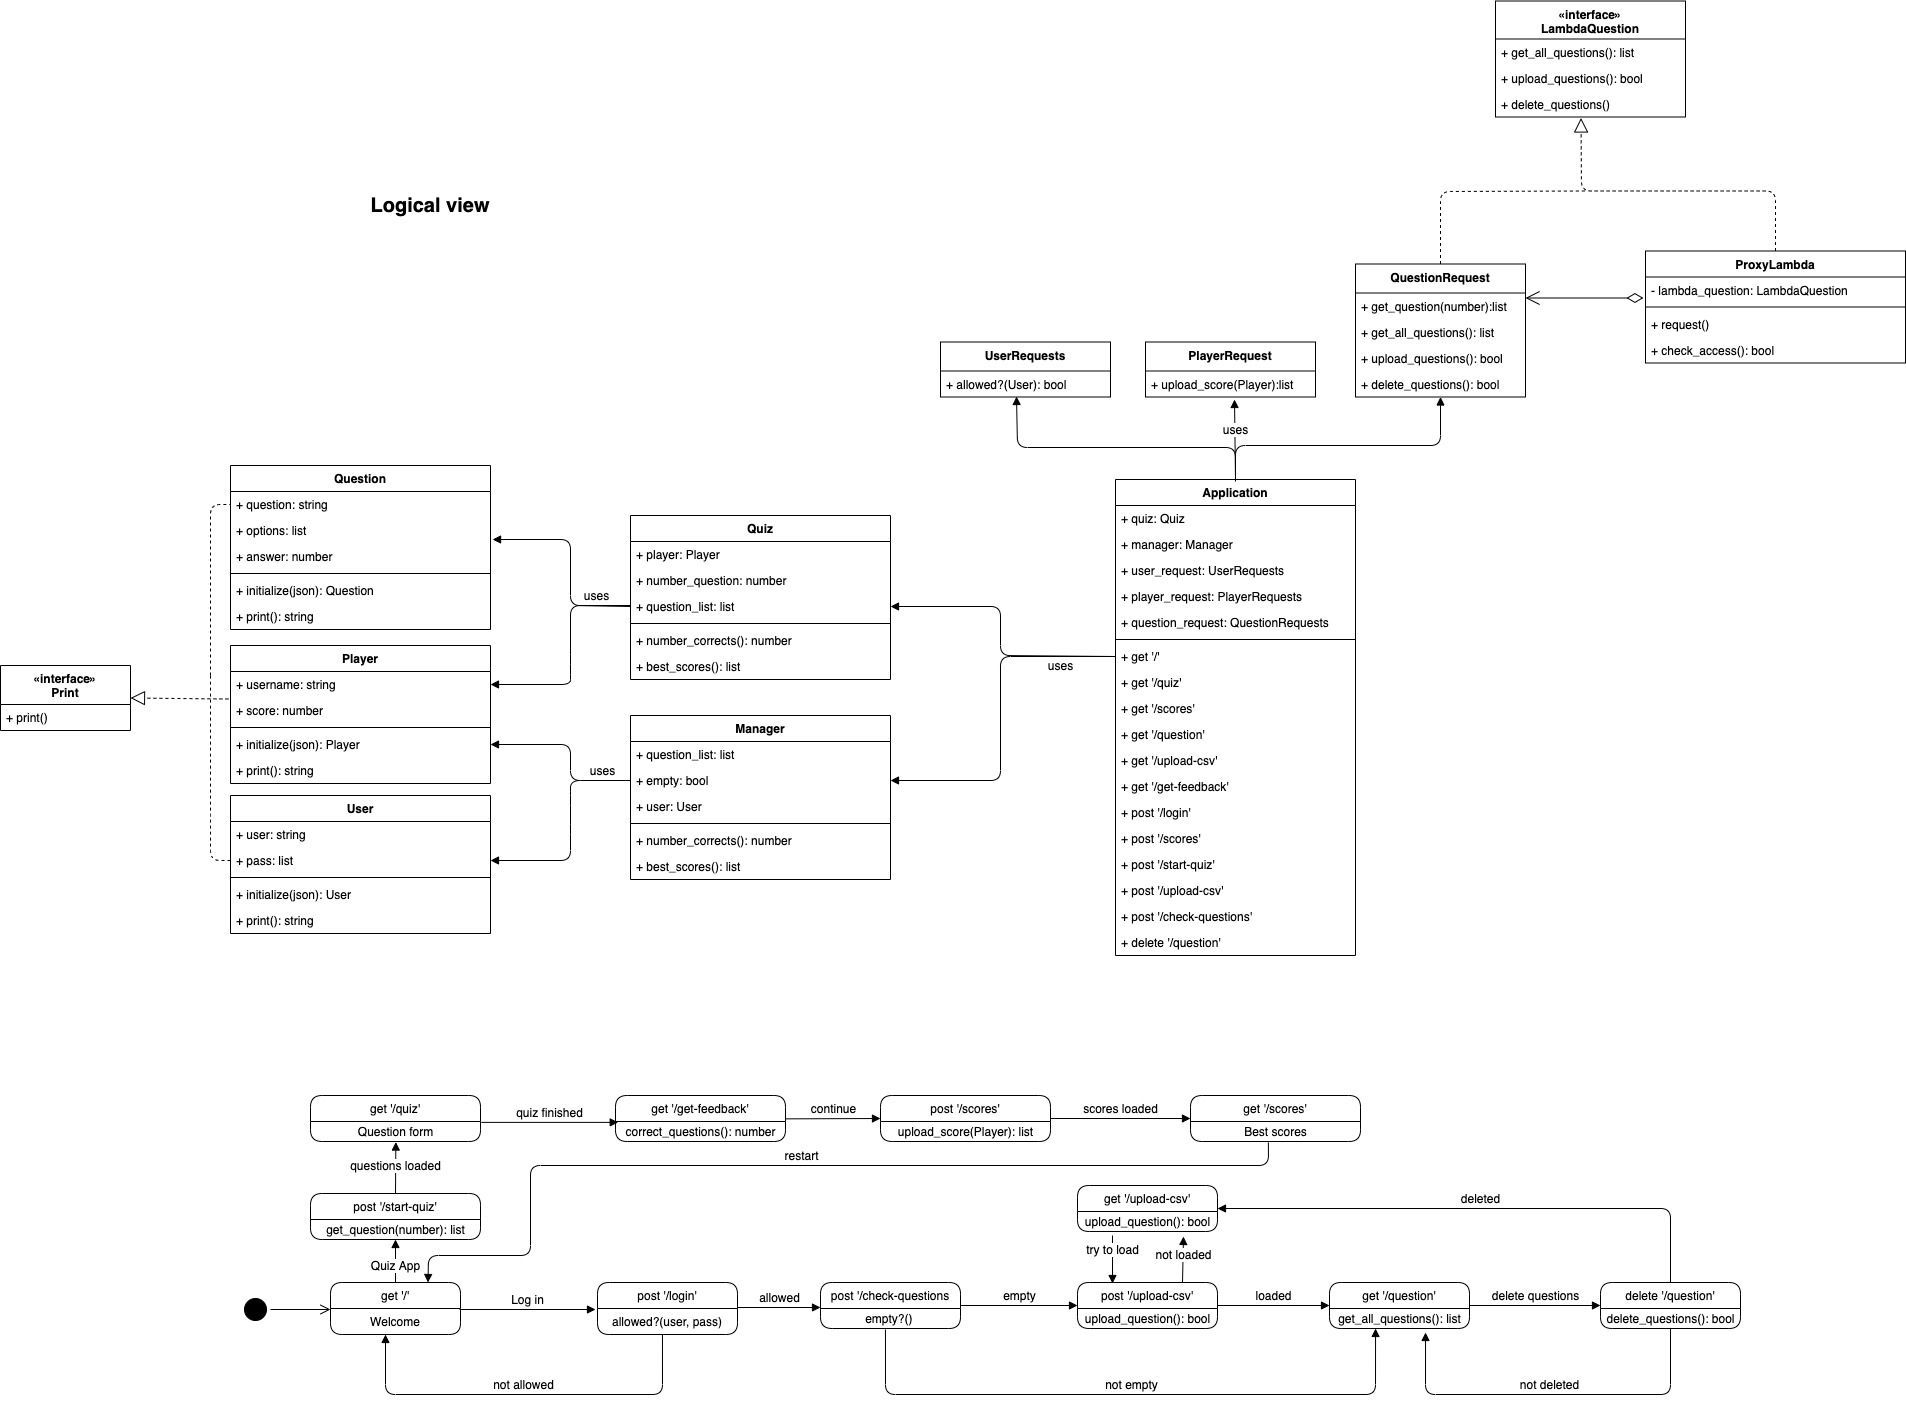 «interface»
LambdaQuestion
+ get_all_questions(): list
+ upload_questions(): bool
+ delete_questions()
Logical view
QuestionRequest
+ get_question(number):list
+ get_all_questions(): list
+ upload_questions(): bool
+ delete_questions(): bool
ProxyLambda
- lambda_question: LambdaQuestion
+ request()
+ check_access(): bool
UserRequests
+ allowed?(User): bool
PlayerRequest
+ upload_score(Player):list
uses
Question
+ question: string
+ options: list
+ answer: number
+ initialize(json): Question
+ print(): string
«interface»
Print
+ print()
Player
+ username: string
+ score: number
+ initialize(json): Player
+ print(): string
User
+ user: string
+ pass: list
+ initialize(json): User
+ print(): string
uses
uses
Quiz
+ player: Player
+ number_question: number
+ question_list: list
+ number_corrects(): number
+ best_scores(): list
Manager
+ question_list: list
+ empty: bool
+ user: User
+ number_corrects(): number
+ best_scores(): list
uses
Application
+ quiz: Quiz
+ manager: Manager
+ user_request: UserRequests
+ player_request: PlayerRequests
+ question_request: QuestionRequests
+ get '/'
+ get '/quiz'
+ get '/scores'
+ get '/question'
+ get '/upload-csv'
+ get '/get-feedback'
+ post '/login'
+ post '/scores'
+ post '/start-quiz'
+ post '/upload-csv'
+ post '/check-questions'
+ delete '/question'
get '/quiz'
Question form
quiz finished
get '/get-feedback'
correct_questions(): number
continue
post '/scores'
upload_score(Player): list
scores loaded
get '/scores'
Best scores
questions loaded
restart
post '/start-quiz'
get_question(number): list
Quiz App
get '/upload-csv'
upload_question(): bool
deleted
try to load
not loaded
get '/'
Welcome
Log in
post '/login'
allowed?(user, pass)
allowed
post '/check-questions
empty?()
empty
post '/upload-csv'
upload_question(): bool
loaded
get '/question'
get_all_questions(): list
delete questions
delete '/question'
delete_questions(): bool
not allowed
not empty
not deleted